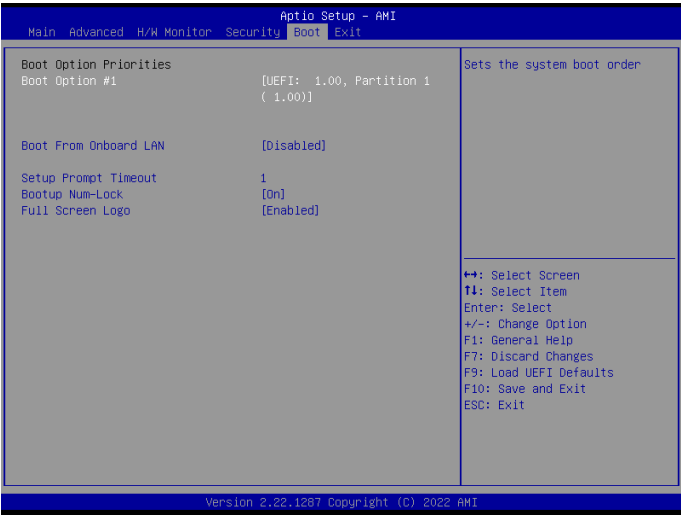 Aptio Setup – AMI
Main Advanced H/W Monitor Security Boot Exit
Boot Option Priorities
Boot Option #1 [UEFI: 1.00, Partition 1
( 1.00)]
Boot From Onboard LAN [Disabled]
Setup Prompt Timeout 1
Bootup Num-Lock [On]
Full Screen Logo [Enabled]
Sets the system boot order
↔: Select Screen
↑↓: Select Item
Enter: Select
+/-: Change Option
F1: General Help
F7: Discard Changes
F9: Load UEFI Defaults
F10: Save and Exit
ESC: Exit
Version 2.22.1287 Copyright (C) 2022 AMI